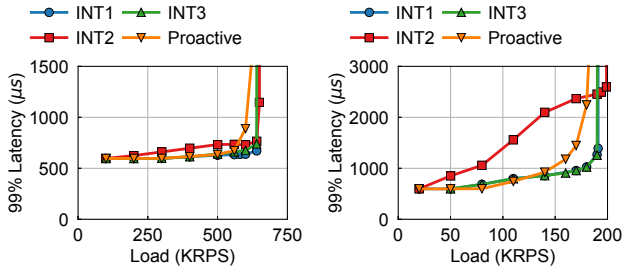 INT1 INT3
INT2 Proactive
1500
1000
500
0
99% Latency (μs)
0 250 500 750
Load (KRPS)
INT1 INT3
INT2 Proactive
3000
2000
1000
0
99% Latency (μs)
0 50 100 150 200
Load (KRPS)